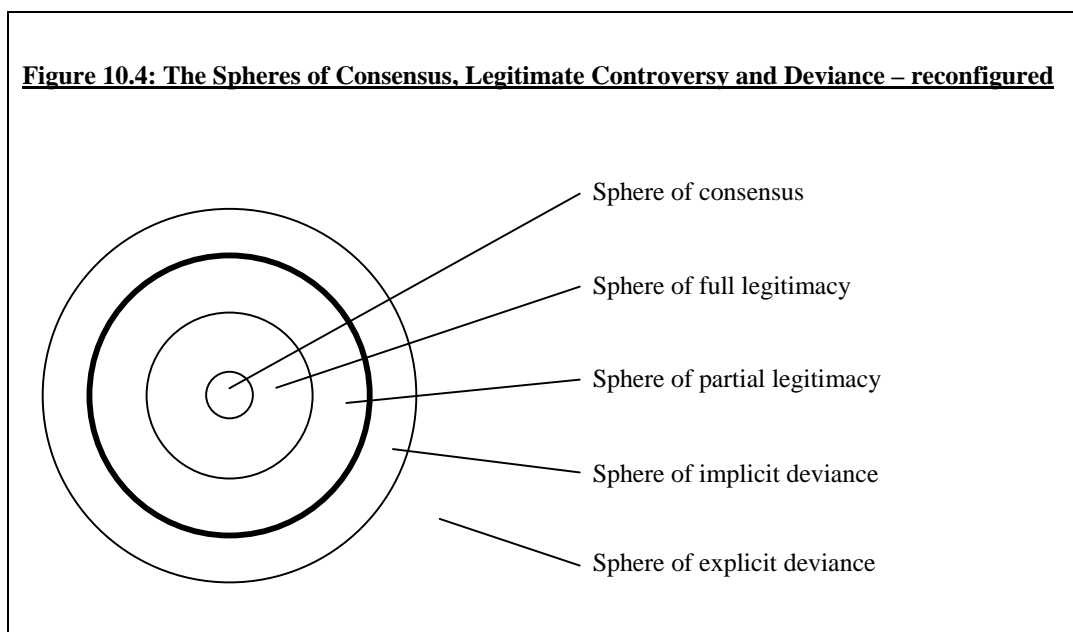 Figure 10.4: The Spheres of Consensus, Legitimate Controversy and Deviance – reconfigured
Sphere of consensus
Sphere of full legitimacy
Sphere of partial legitimacy
Sphere of implicit deviance
Sphere of explicit deviance